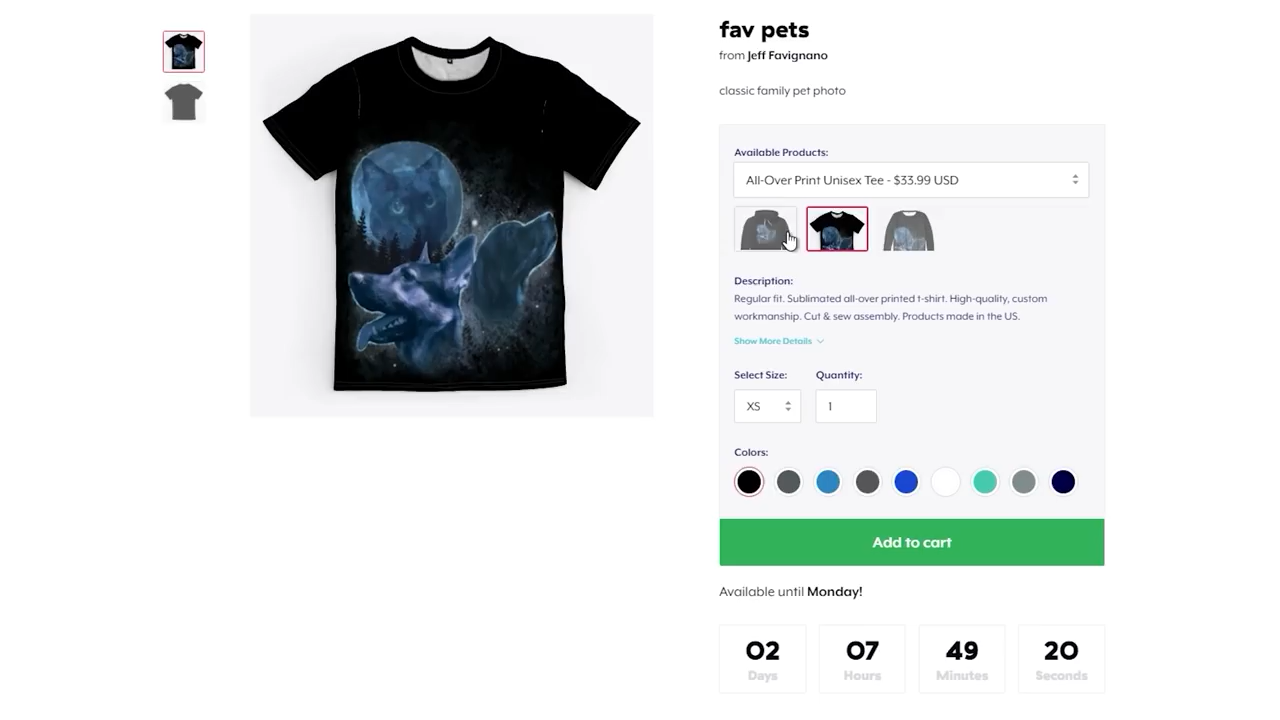 fav pets
from Jeff Favignano
classic family pet photo
Available Products:
All-Over Print Unisex Tee - $33.99 USD
Description:
Regular fit. Sublimated all-over printed t-shirt. High-quality, custom
workmanship. Cut & sew assembly. Products made in the US.
Show More Details
Select Size: Quantity:
XS 1
Colors:
Add to cart
Available until Monday!
02 07 49 20
Days Hours Minutes Seconds